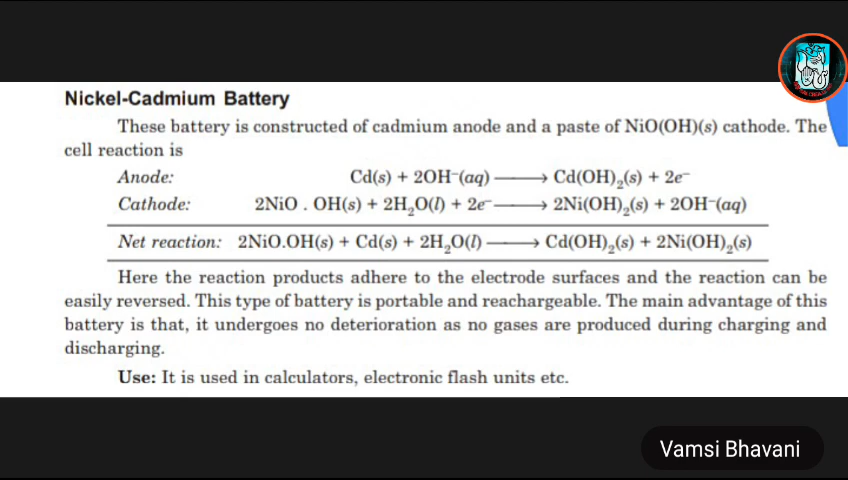 Nickel-Cadmium Battery
These battery is constructed of cadmium anode and a paste of NiO(OH)(s) cathode. The
cell reaction is
Anode: Cd(s) + 2OH⁻(aq) ⟶ Cd(OH)₂(s) + 2e⁻
Cathode: 2NiO . OH(s) + 2H₂O(l) + 2e⁻ ⟶ 2Ni(OH)₂(s) + 2OH⁻(aq)
Net reaction: 2NiO.OH(s) + Cd(s) + 2H₂O(l) ⟶ Cd(OH)₂(s) + 2Ni(OH)₂(s)
Here the reaction products adhere to the electrode surfaces and the reaction can be
easily reversed. This type of battery is portable and reachargeable. The main advantage of this
battery is that, it undergoes no deterioration as no gases are produced during charging and
discharging.
Use: It is used in calculators, electronic flash units etc.
Vamsi Bhavani